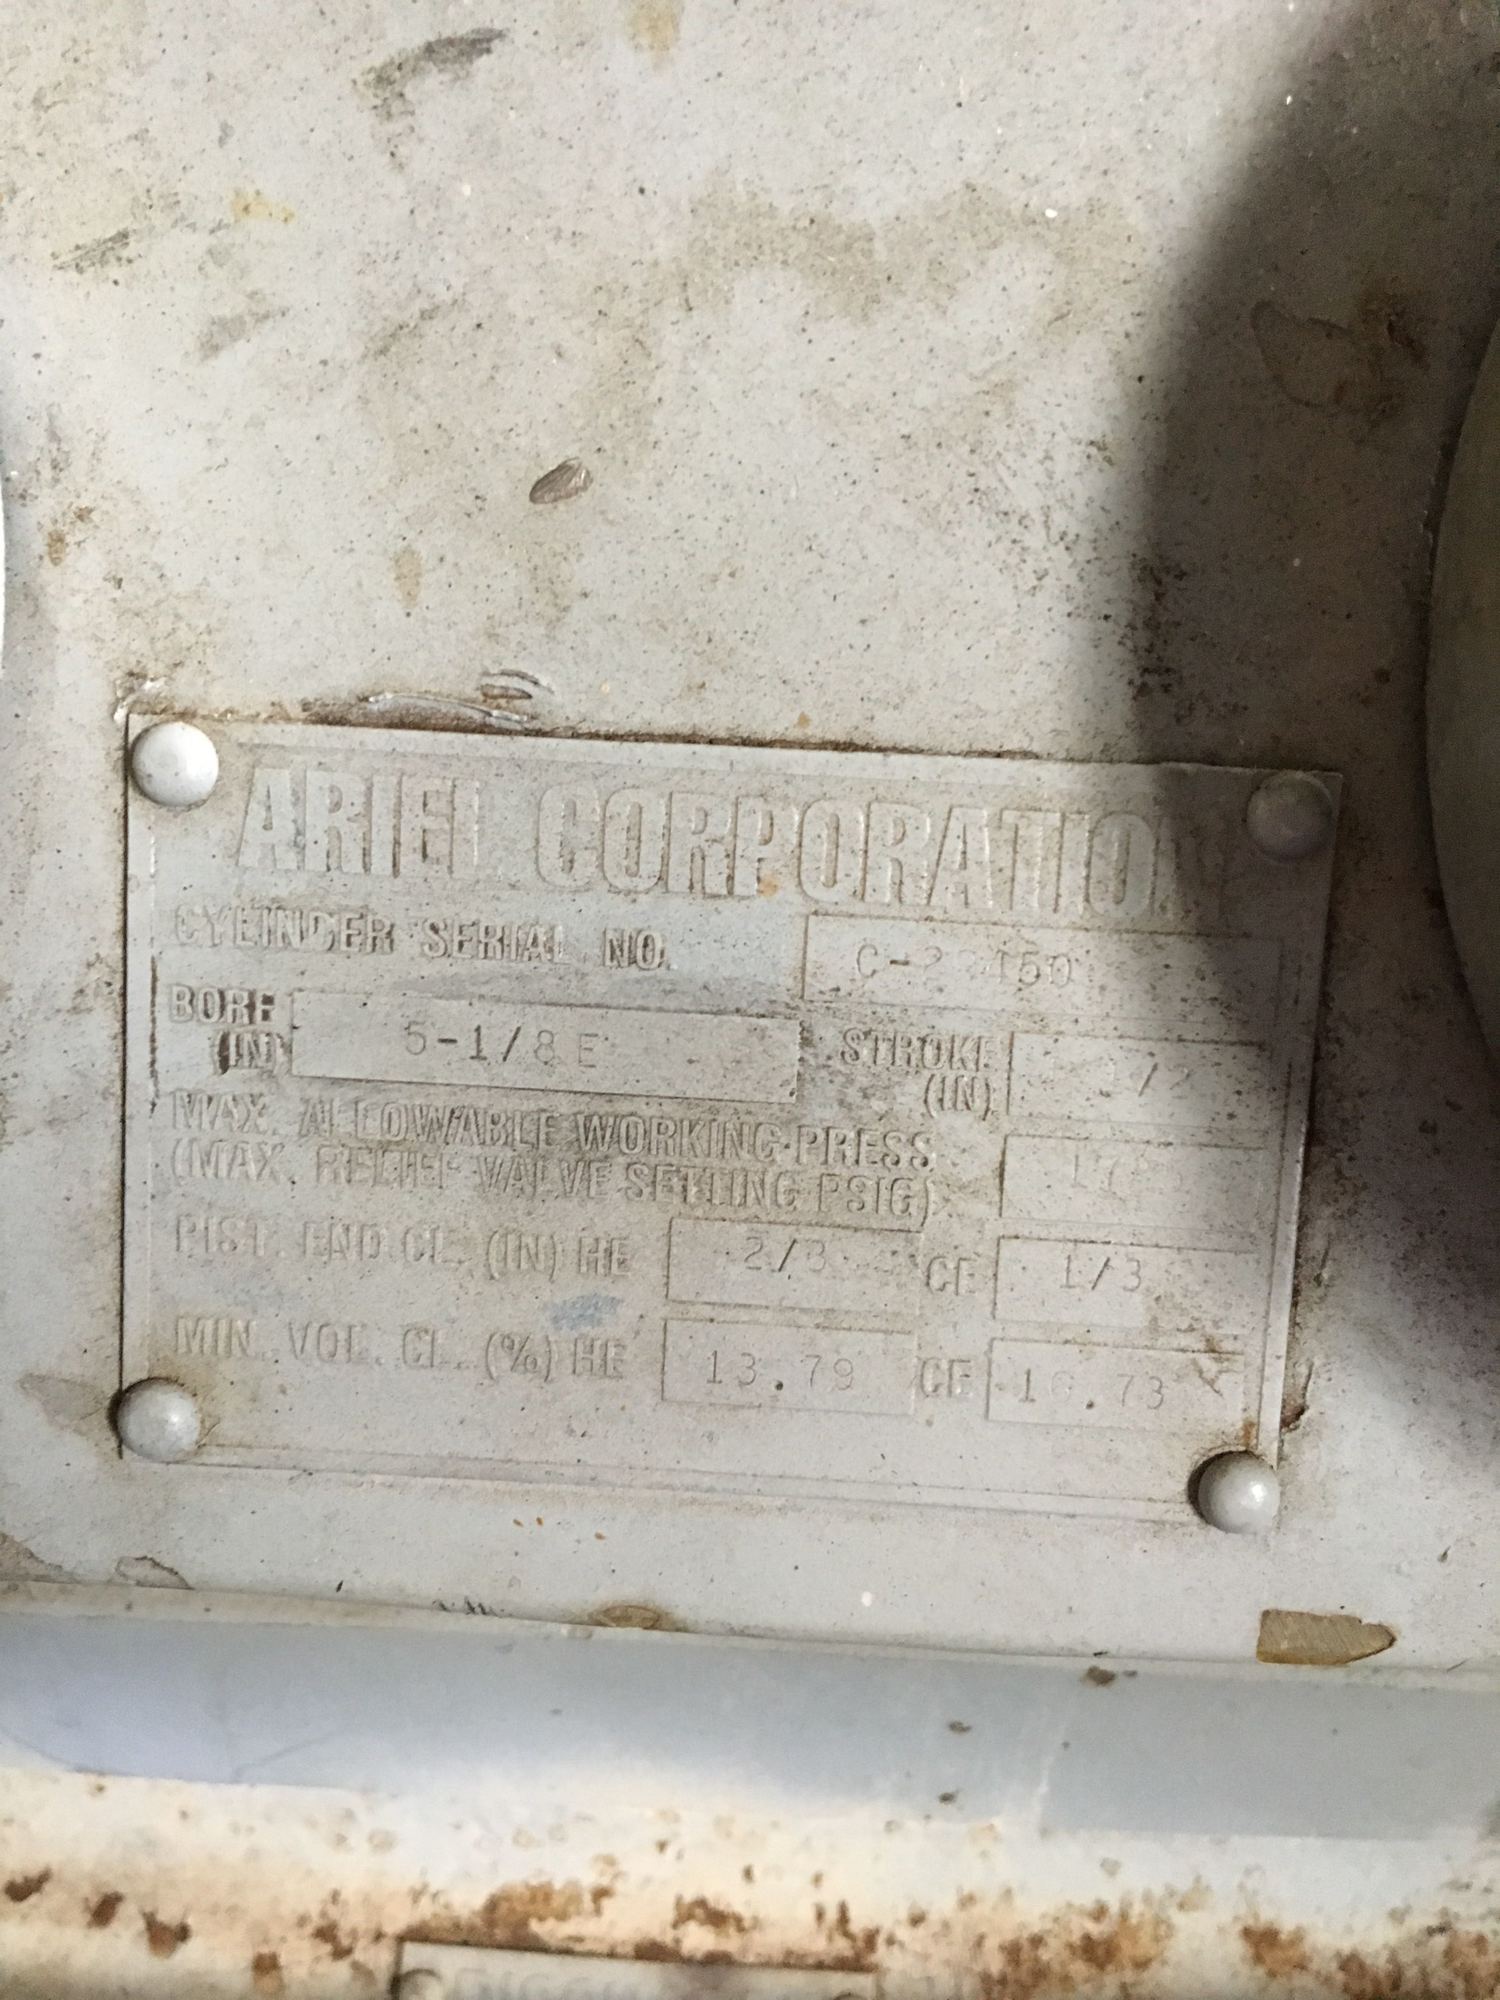 ARIEL CORPORATION
CYLINDER SERIAL NO.
BORE (IN) 5-1/8 E STROKE (IN)
MAX. ALLOWABLE WORKING PRESS
(MAX. RELIEF VALVE SETTING PSIG)
PIST. END CL. (IN) HE 2/3 CE 1/3
MIN. VOL. CL. (%) HE 13.79 CE